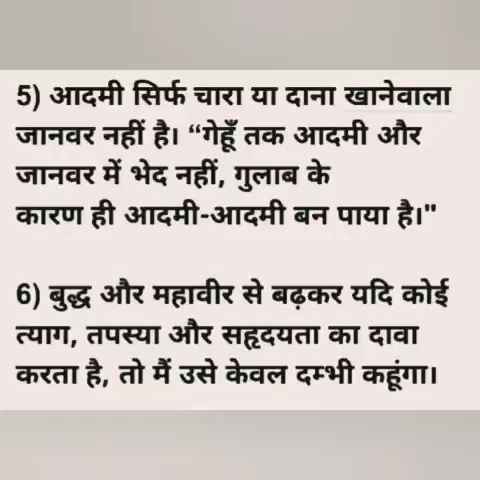 5) आदमी सिर्फ चारा या दाना खानेवाला
जानवर नहीं है। “गेहूँ तक आदमी और
जानवर में भेद नहीं, गुलाब के
कारण ही आदमी-आदमी बन पाया है।"
6) बुद्ध और महावीर से बढ़कर यदि कोई
त्याग, तपस्या और सहृदयता का दावा
करता है, तो मैं उसे केवल दम्भी कहूंगा।